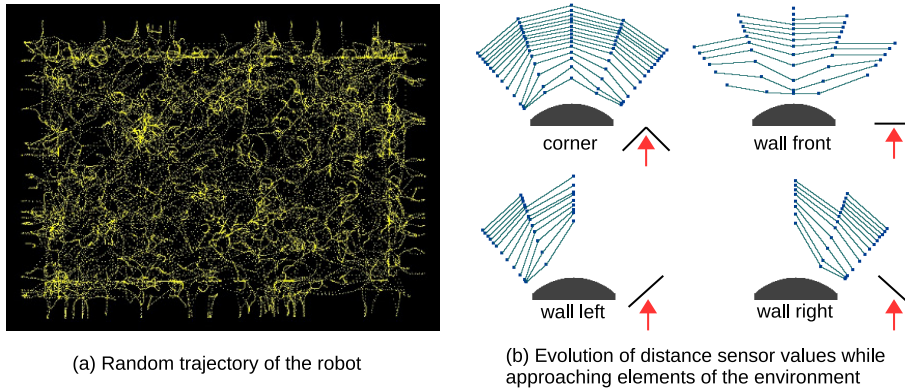 corner
wall front
wall left
wall right
(a) Random trajectory of the robot
(b) Evolution of distance sensor values while
approaching elements of the environment